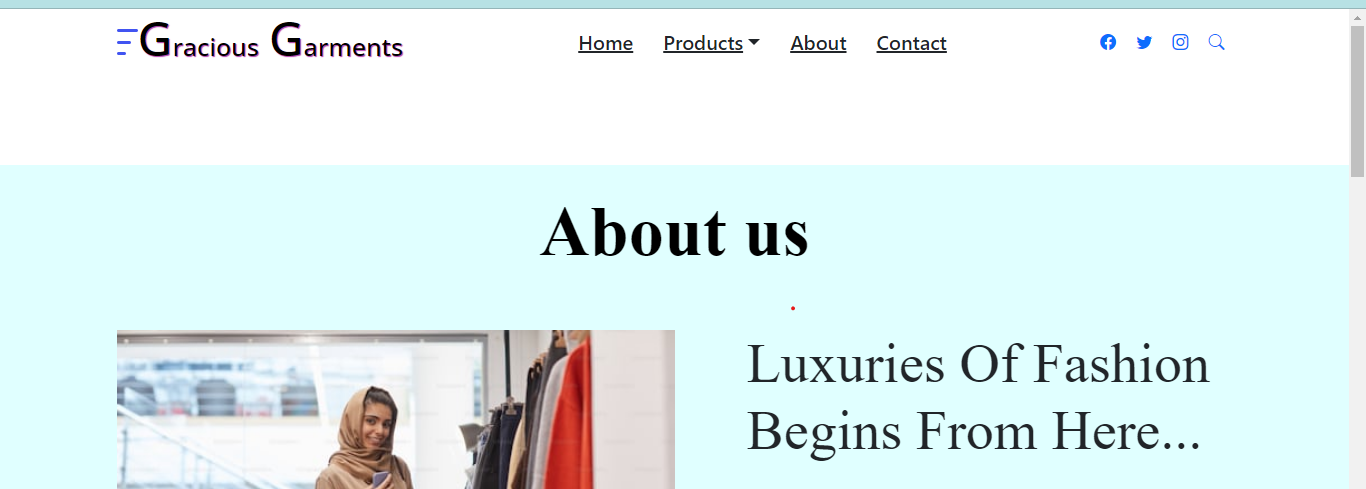 Gracious Garments
Home Products About Contact
About us
Luxuries Of Fashion
Begins From Here...